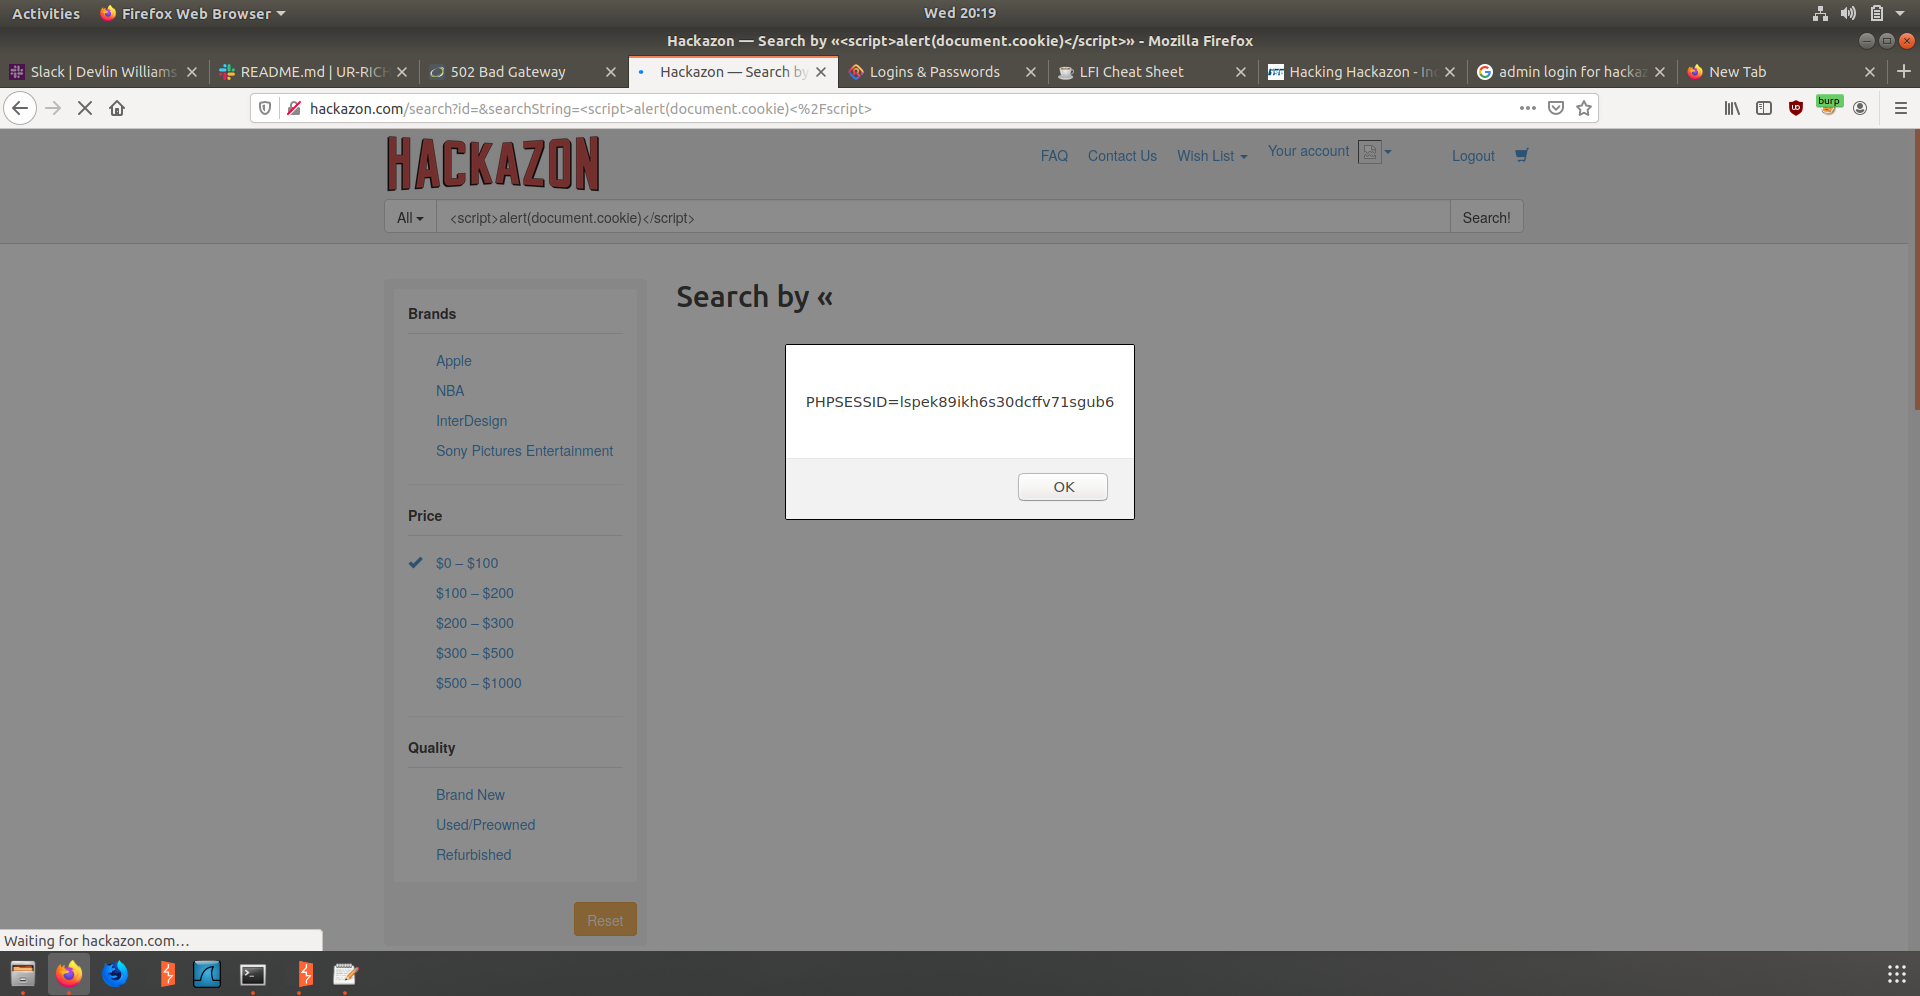 Activities Firefox Web Browser Wed 20:19
Hackazon — Search by «<script>alert(document.cookie)</script>» - Mozilla Firefox
Slack | Devlin Williams README.md | UR-RICH 502 Bad Gateway Hackazon — Search by Logins & Passwords LFI Cheat Sheet Hacking Hackazon - In admin login for hackaz New Tab
hackazon.com/search?id=&searchString=<script>alert(document.cookie)<%2Fscript>
burp
HACKAZON
FAQ Contact Us Wish List Your account Logout
All <script>alert(document.cookie)</script> Search!
Search by «
Brands
Apple
NBA
InterDesign
Sony Pictures Entertainment
Price
$0 – $100
$100 – $200
$200 – $300
$300 – $500
$500 – $1000
Quality
Brand New
Used/Preowned
Refurbished
Reset
PHPSESSID=lspek89ikh6s30dcffv71sgub6
OK
Waiting for hackazon.com…